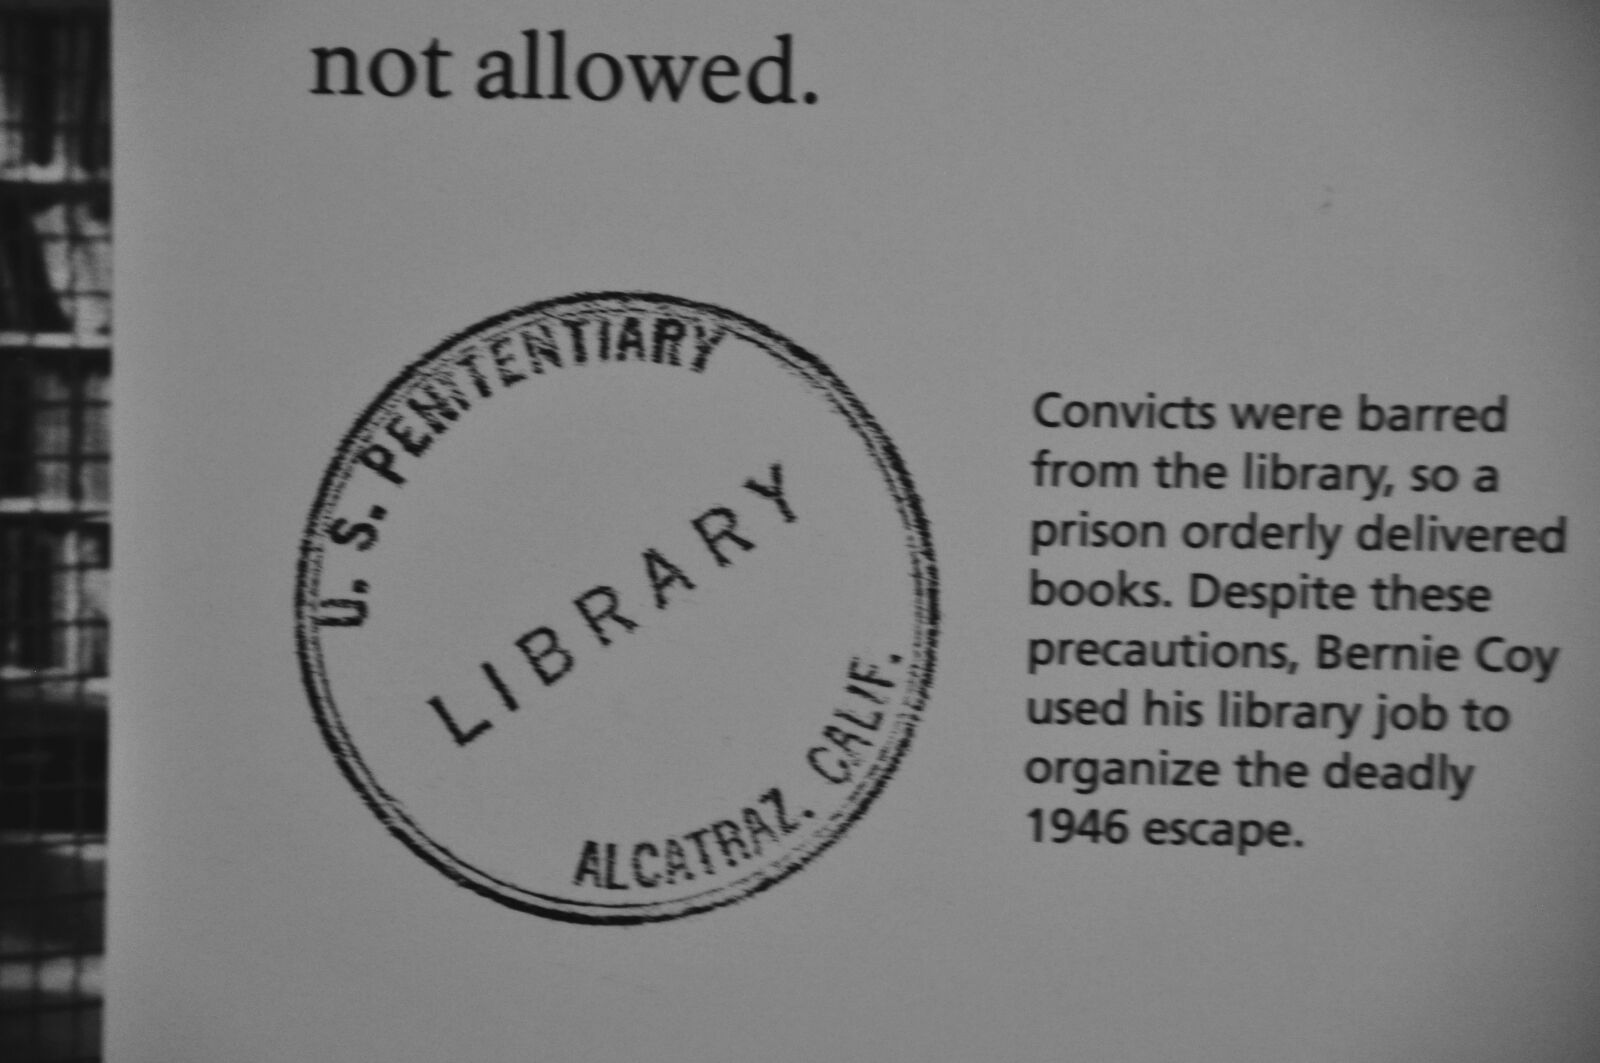 not allowed.
U. S. PENITENTIARY
LIBRARY
ALCATRAZ. CALIF.
Convicts were barred
from the library, so a
prison orderly delivered
books. Despite these
precautions, Bernie Coy
used his library job to
organize the deadly
1946 escape.